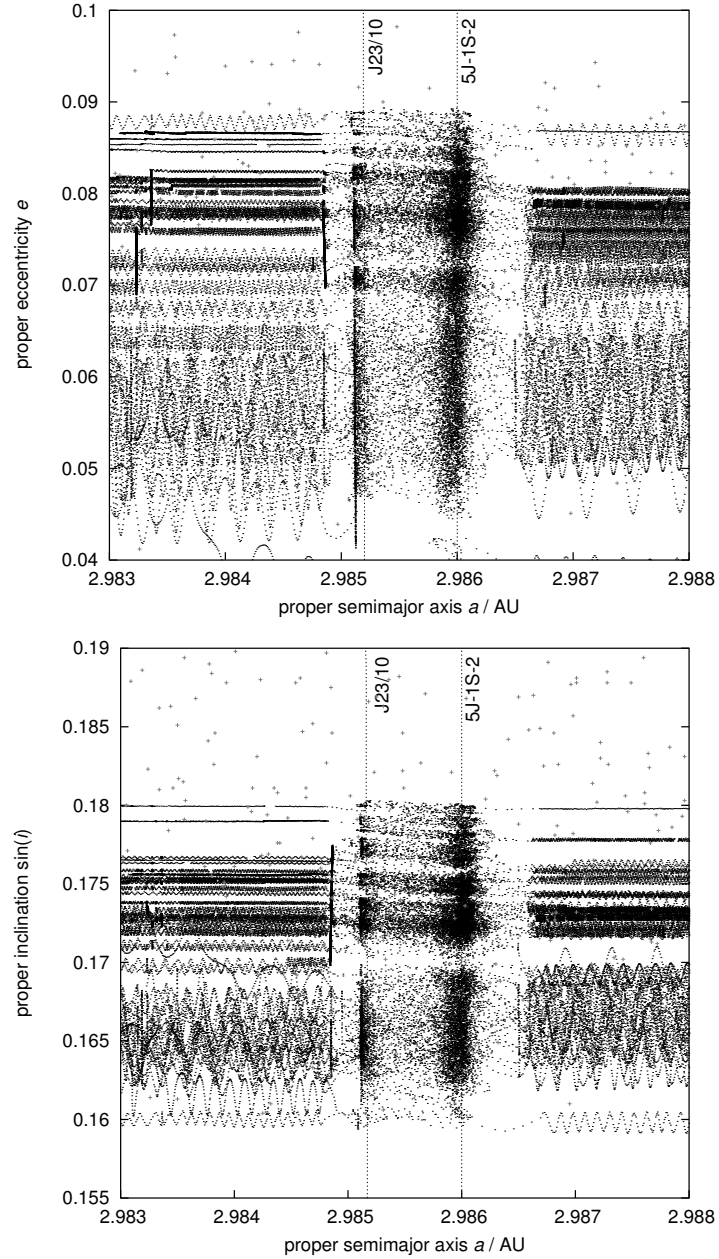 0.1
0.09
0.08
0.07
0.06
0.05
0.04
proper eccentricity e
J23/10
5J-1S-2
2.983 2.984 2.985 2.986 2.987 2.988
proper semimajor axis a / AU
0.19
0.185
0.18
0.175
0.17
0.165
0.16
0.155
proper inclination sin(I)
J23/10
5J-1S-2
2.983 2.984 2.985 2.986 2.987 2.988
proper semimajor axis a / AU